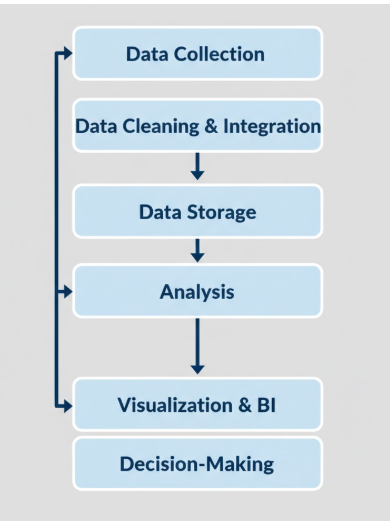 Data Collection
Data Cleaning & Integration
Data Storage
Analysis
Visualization & BI
Decision-Making